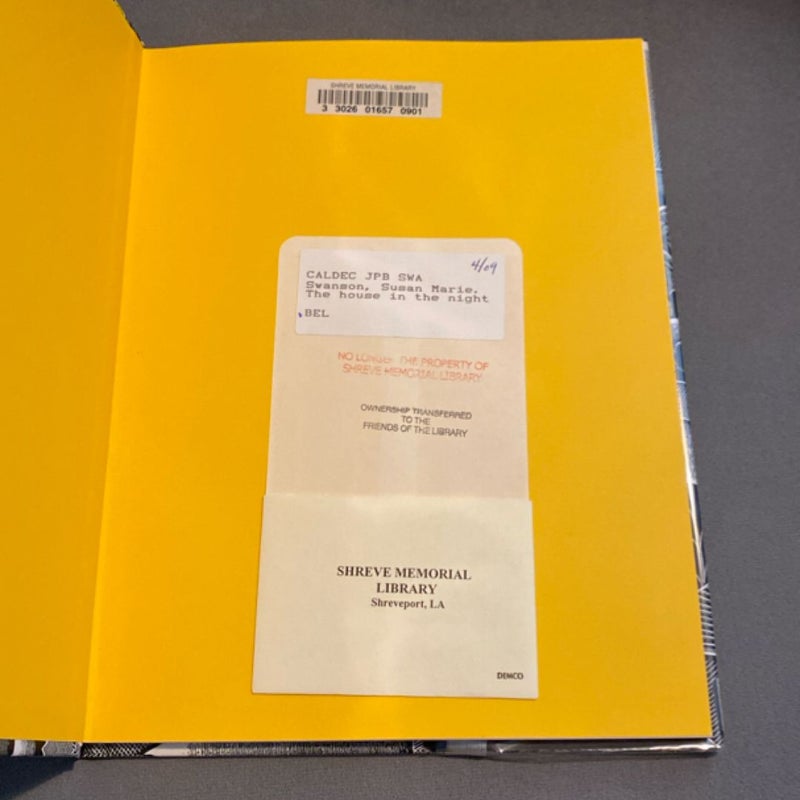 SHREVE MEMORIAL LIBRARY
3 3026 01657 0901
4/09
CALDEC JPB SWA
Swanson, Susan Marie.
The house in the night
BEL
NO LONGER THE PROPERTY OF
SHREVE MEMORIAL LIBRARY
OWNERSHIP TRANSFERRED
TO THE
FRIENDS OF THE LIBRARY
SHREVE MEMORIAL
LIBRARY
Shreveport, LA
DEMCO